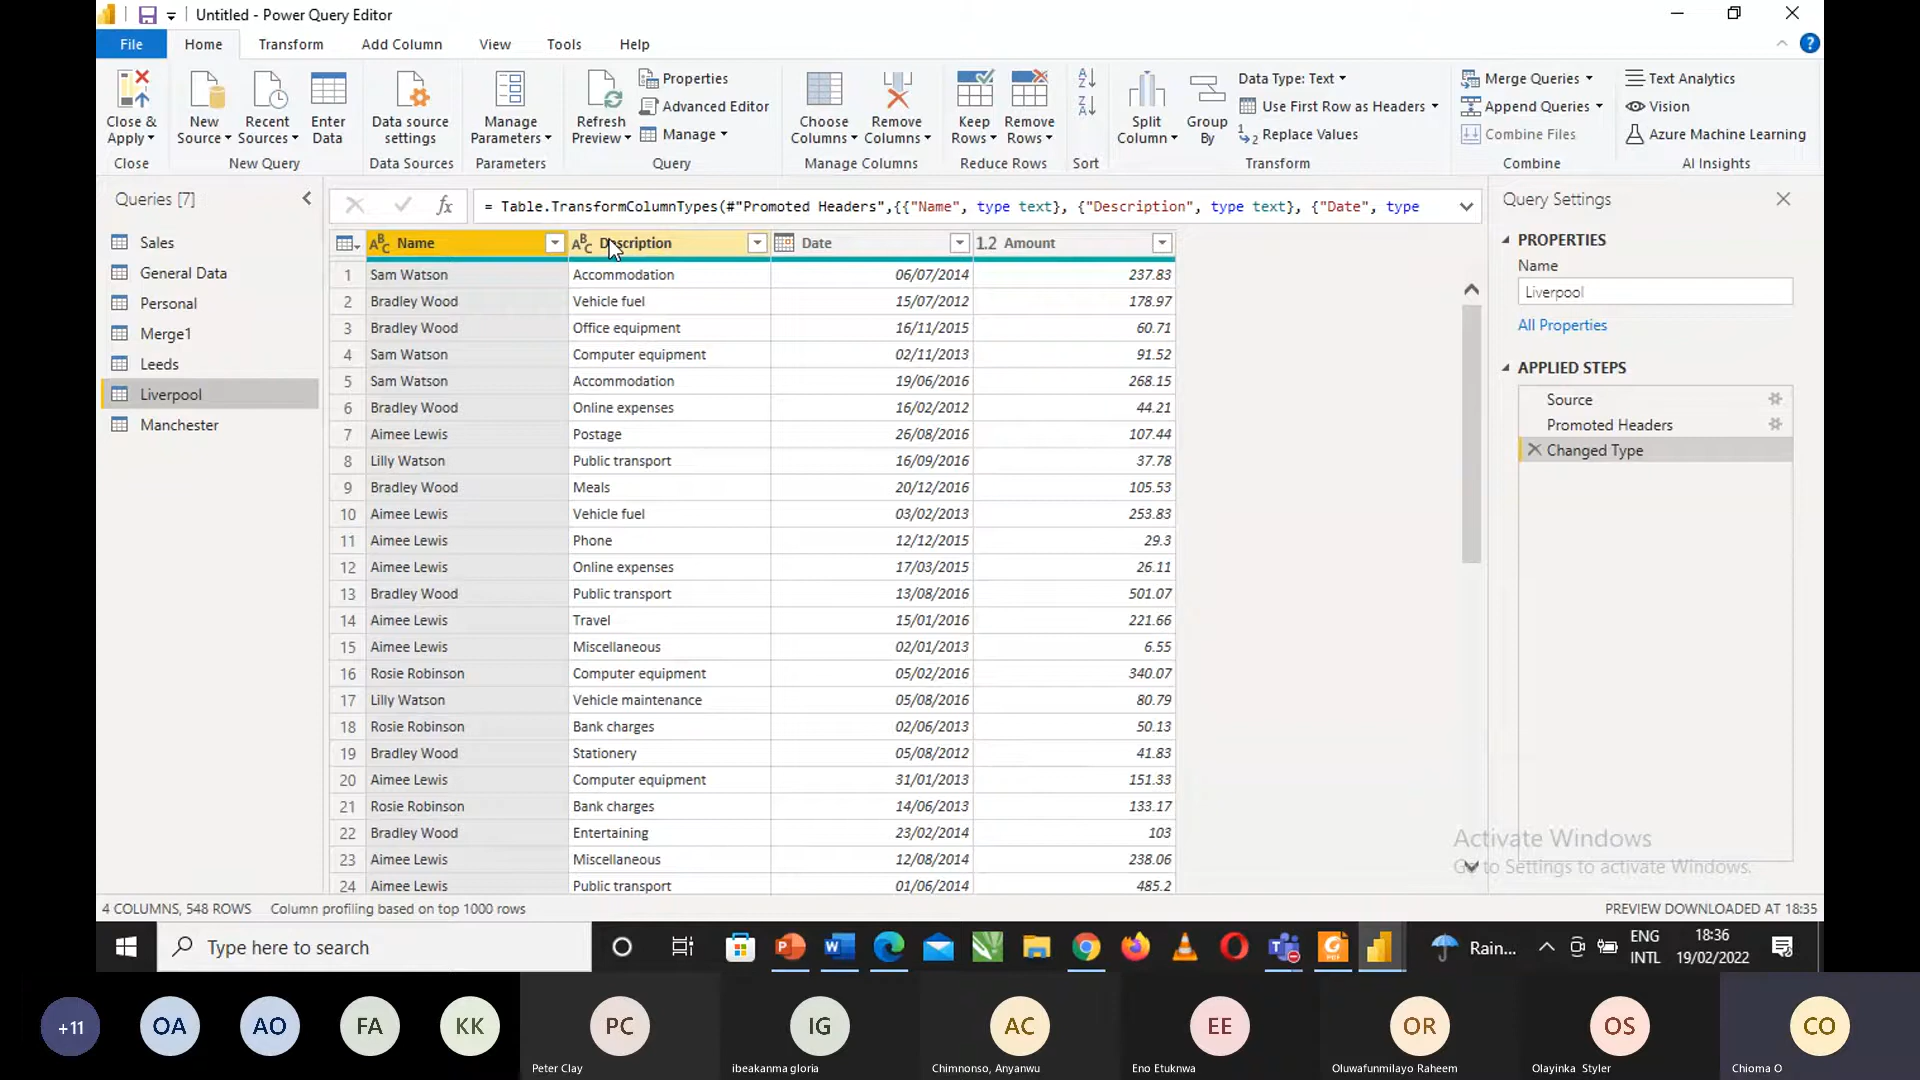 Untitled - Power Query Editor
File Home Transform Add Column View Tools Help
Close & Apply
New Source
Recent Sources
Enter Data
Data source settings
Manage Parameters
Refresh Preview
Properties
Advanced Editor
Manage
Choose Columns
Remove Columns
Keep Rows
Remove Rows
Split Column
Group By
Data Type: Text
Use First Row as Headers
Replace Values
Merge Queries
Append Queries
Combine Files
Text Analytics
Vision
Azure Machine Learning
Close New Query Data Sources Parameters Query Manage Columns Reduce Rows Sort Transform Combine AI Insights
Queries [7]
Sales
General Data
Personal
Merge1
Leeds
Liverpool
Manchester
fx = Table.TransformColumnTypes(#"Promoted Headers",{{"Name", type text}, {"Description", type text}, {"Date", type
Name Description Date 1.2 Amount
1 Sam Watson Accommodation 06/07/2014 237.83
2 Bradley Wood Vehicle fuel 15/07/2012 178.97
3 Bradley Wood Office equipment 16/11/2015 60.71
4 Sam Watson Computer equipment 02/11/2013 91.52
5 Sam Watson Accommodation 19/06/2016 268.15
6 Bradley Wood Online expenses 16/02/2012 44.21
7 Aimee Lewis Postage 26/08/2016 107.44
8 Lilly Watson Public transport 16/09/2016 37.78
9 Bradley Wood Meals 20/12/2016 105.53
10 Aimee Lewis Vehicle fuel 03/02/2013 253.83
11 Aimee Lewis Phone 12/12/2015 29.3
12 Aimee Lewis Online expenses 17/03/2015 26.11
13 Bradley Wood Public transport 13/08/2016 501.07
14 Aimee Lewis Travel 15/01/2016 221.66
15 Aimee Lewis Miscellaneous 02/01/2013 6.55
16 Rosie Robinson Computer equipment 05/02/2016 340.07
17 Lilly Watson Vehicle maintenance 05/08/2016 80.79
18 Rosie Robinson Bank charges 02/06/2013 50.13
19 Bradley Wood Stationery 05/08/2012 41.83
20 Aimee Lewis Computer equipment 31/01/2013 151.33
21 Rosie Robinson Bank charges 14/06/2013 133.17
22 Bradley Wood Entertaining 23/02/2014 103
23 Aimee Lewis Miscellaneous 12/08/2014 238.06
24 Aimee Lewis Public transport 01/06/2014 485.2
Query Settings
PROPERTIES
Name
Liverpool
All Properties
APPLIED STEPS
Source
Promoted Headers
Changed Type
Activate Windows
Go to Settings to activate Windows.
4 COLUMNS, 548 ROWS Column profiling based on top 1000 rows
PREVIEW DOWNLOADED AT 18:35
Type here to search
Rain...
ENG INTL
18:36
19/02/2022
+11 OA AO FA KK PC IG AC EE OR OS CO
Peter Clay ibeakanma gloria Chimnonso, Anyanwu Eno Etuknwa Oluwafunmilayo Raheem Olayinka Styler Chioma O